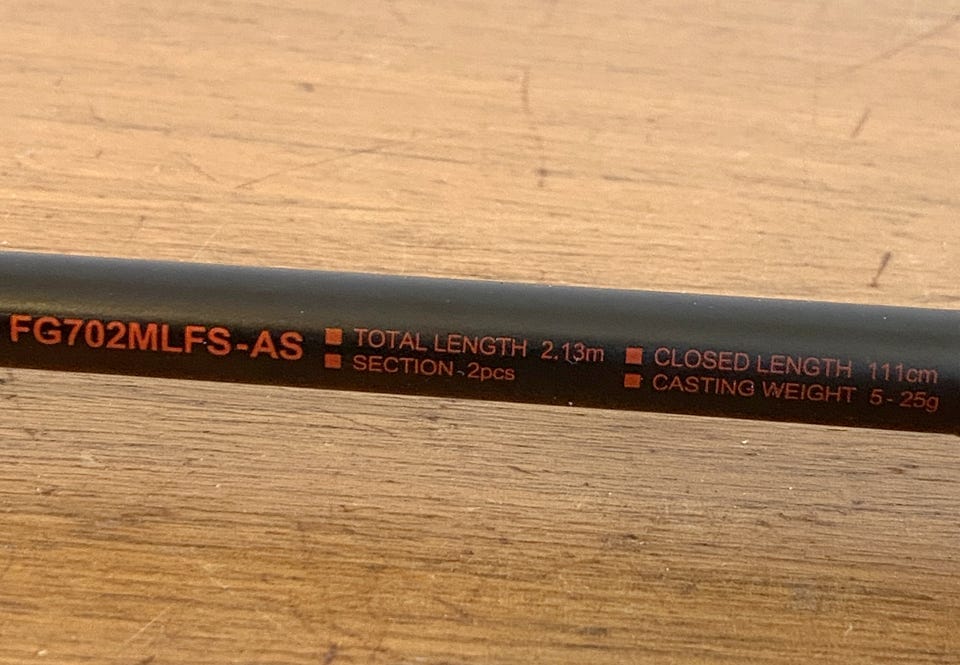 FG702MLFS-AS
■ TOTAL LENGTH 2.13m ■ CLOSED LENGTH 111cm
■ SECTION 2pcs ■ CASTING WEIGHT 5-25g